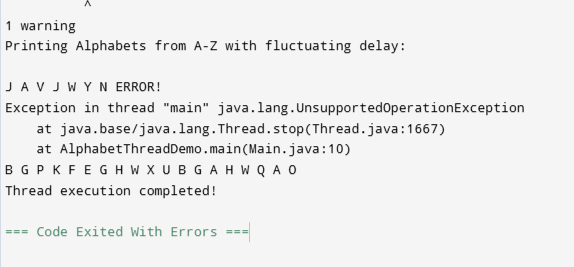 ^
1 warning
Printing Alphabets from A-Z with fluctuating delay:
J A V J W Y N ERROR!
Exception in thread "main" java.lang.UnsupportedOperationException
at java.base/java.lang.Thread.stop(Thread.java:1667)
at AlphabetThreadDemo.main(Main.java:10)
B G P K F E G H W X U B G A H W Q A O
Thread execution completed!
=== Code Exited With Errors ===